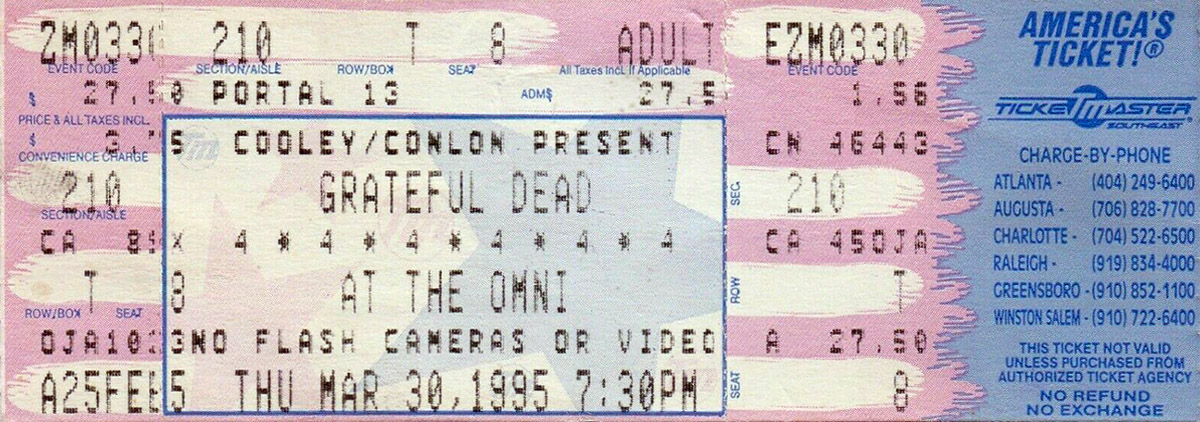 ZM0330 210 T 8 ADULT EZM0330
EVENT CODE SECTION/AISLE ROW/BOX SEAT All Taxes Incl. If Applicable EVENT CODE
$ 27.50 PORTAL 13 ADM$ 27.5 1.56
PRICE & ALL TAXES INCL.
$ 3.75 COOLEY/CONLON PRESENT CN 46443
CONVENIENCE CHARGE
210 GRATEFUL DEAD SEC. 210
SECTION/AISLE
CA 85X 4 * 4 * 4 * 4 * 4 * 4 CA 450JA
T 8 AT THE OMNI ROW T
ROW/BOX SEAT
OJA1013NO FLASH CAMERAS OR VIDEO A 27.50
A25FEB5 THU MAR 30,1995 7:30PM SEAT 8
AMERICA'S
TICKET!®
TICKETMASTER
SOUTHEAST
CHARGE-BY-PHONE
ATLANTA - (404) 249-6400
AUGUSTA - (706) 828-7700
CHARLOTTE - (704) 522-6500
RALEIGH - (919) 834-4000
GREENSBORO - (910) 852-1100
WINSTON SALEM - (910) 722-6400
THIS TICKET NOT VALID
UNLESS PURCHASED FROM
AUTHORIZED TICKET AGENCY
NO REFUND
NO EXCHANGE